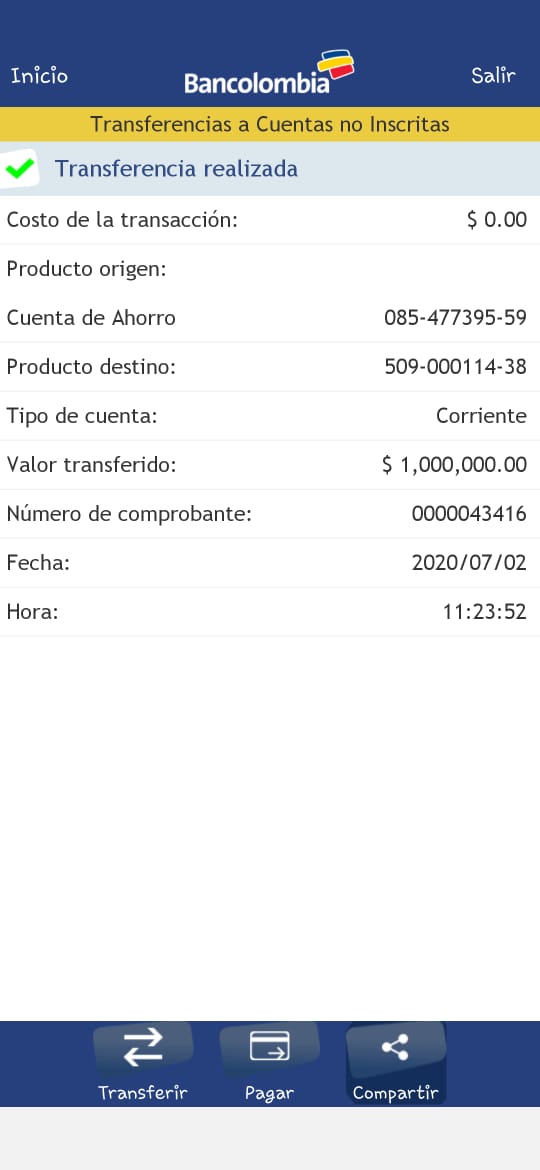 Inicio
Bancolombia
Salir
Transferencias a Cuentas no Inscritas
Transferencia realizada
Costo de la transacción: $ 0.00
Producto origen:
Cuenta de Ahorro 085-477395-59
Producto destino: 509-000114-38
Tipo de cuenta: Corriente
Valor transferido: $ 1,000,000.00
Número de comprobante: 0000043416
Fecha: 2020/07/02
Hora: 11:23:52
Transferir
Pagar
Compartir